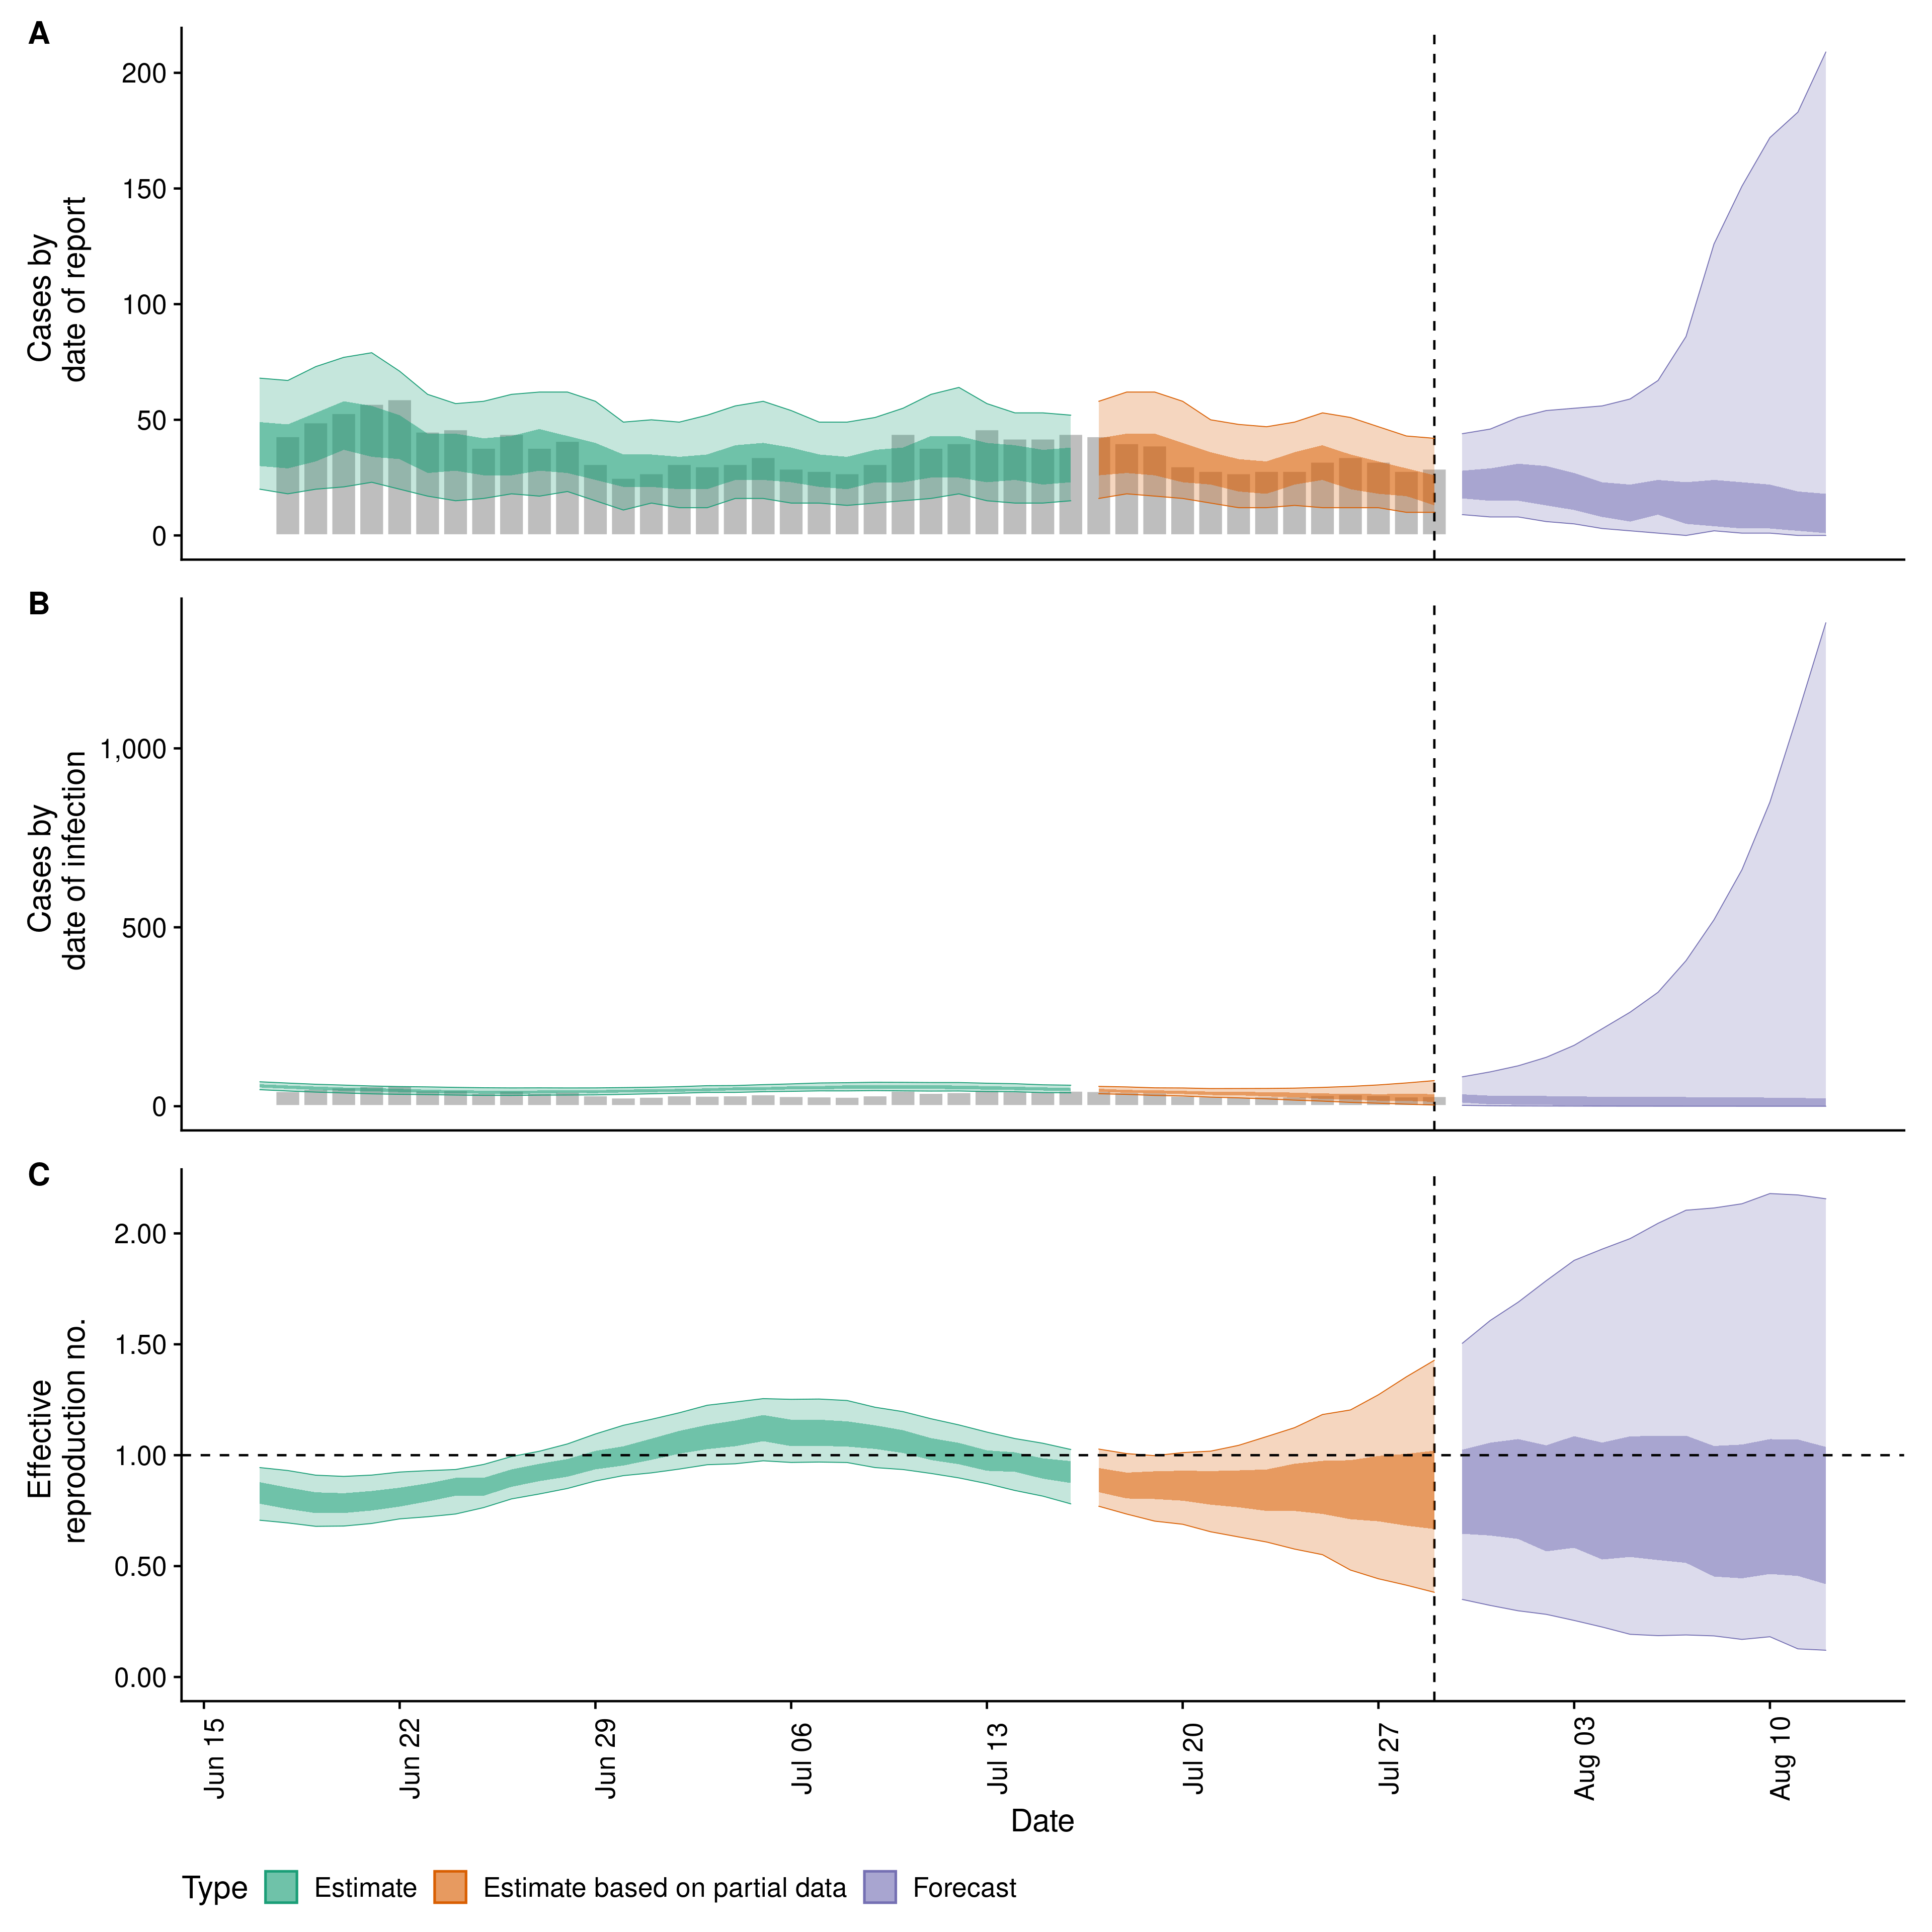 A
Cases by
date of report
200
150
100
50
0
B
Cases by
date of infection
1,000
500
0
C
Effective
reproduction no.
2.00
1.50
1.00
0.50
0.00
Jun 15
Jun 22
Jun 29
Jul 06
Jul 13
Jul 20
Jul 27
Aug 03
Aug 10
Date
Type Estimate Estimate based on partial data Forecast